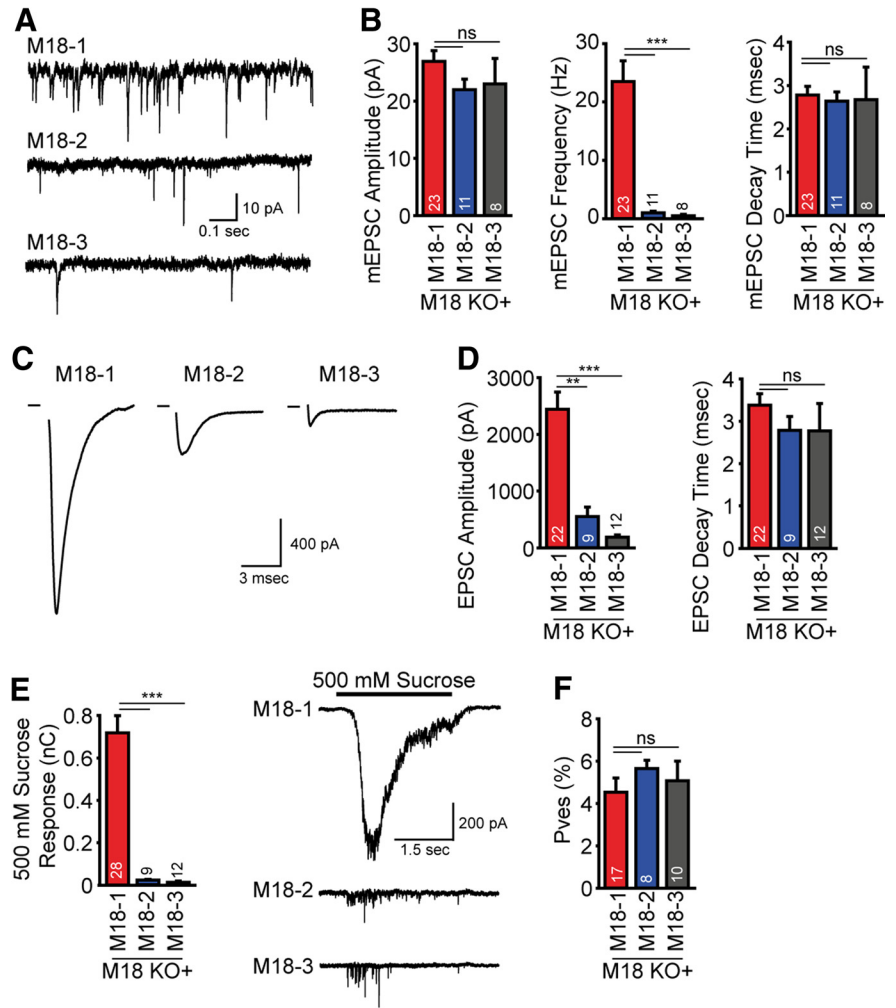 A
M18-1
M18-2
10 pA
0.1 sec
M18-3
B
mEPSC Amplitude (pA)
30
20
10
0
ns
23
11
8
M18-1
M18-2
M18-3
M18 KO+
mEPSC Frequency (Hz)
30
20
10
0
***
23
11
8
M18-1
M18-2
M18-3
M18 KO+
mEPSC Decay Time (msec)
4
3
2
1
0
ns
23
11
8
M18-1
M18-2
M18-3
M18 KO+
C
M18-1
M18-2
M18-3
400 pA
3 msec
D
EPSC Amplitude (pA)
3000
2000
1000
0
***
**
22
9
12
M18-1
M18-2
M18-3
M18 KO+
EPSC Decay Time (msec)
4
3
2
1
0
ns
22
9
12
M18-1
M18-2
M18-3
M18 KO+
E
500 mM Sucrose
Response (nC)
0.8
0.6
0.4
0.2
0
***
28
9
12
M18-1
M18-2
M18-3
M18 KO+
500 mM Sucrose
M18-1
200 pA
1.5 sec
M18-2
M18-3
F
Pves (%)
8
6
4
2
0
ns
17
8
10
M18-1
M18-2
M18-3
M18 KO+